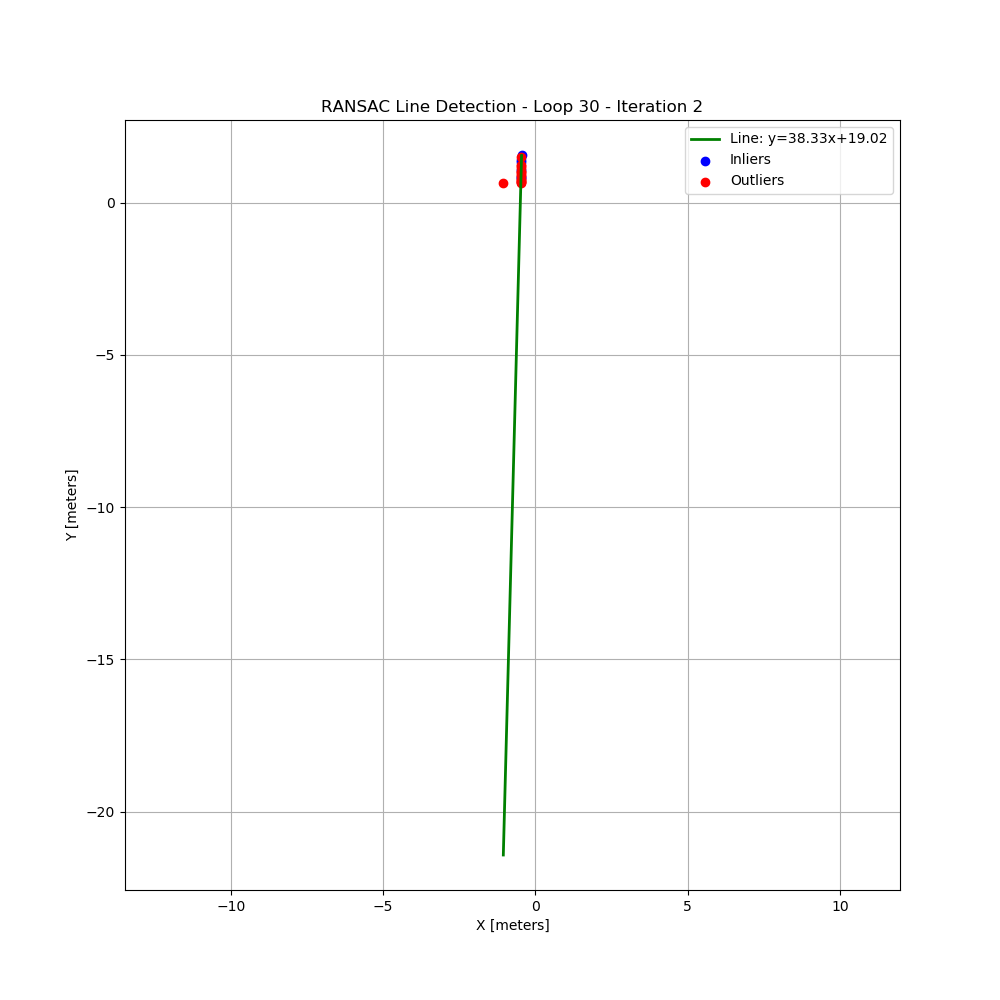 RANSAC Line Detection - Loop 30 - Iteration 2
Line: y=38.33x+19.02
Inliers
Outliers
0
−5
−10
−15
−20
Y [meters]
−10
−5
0
5
10
X [meters]